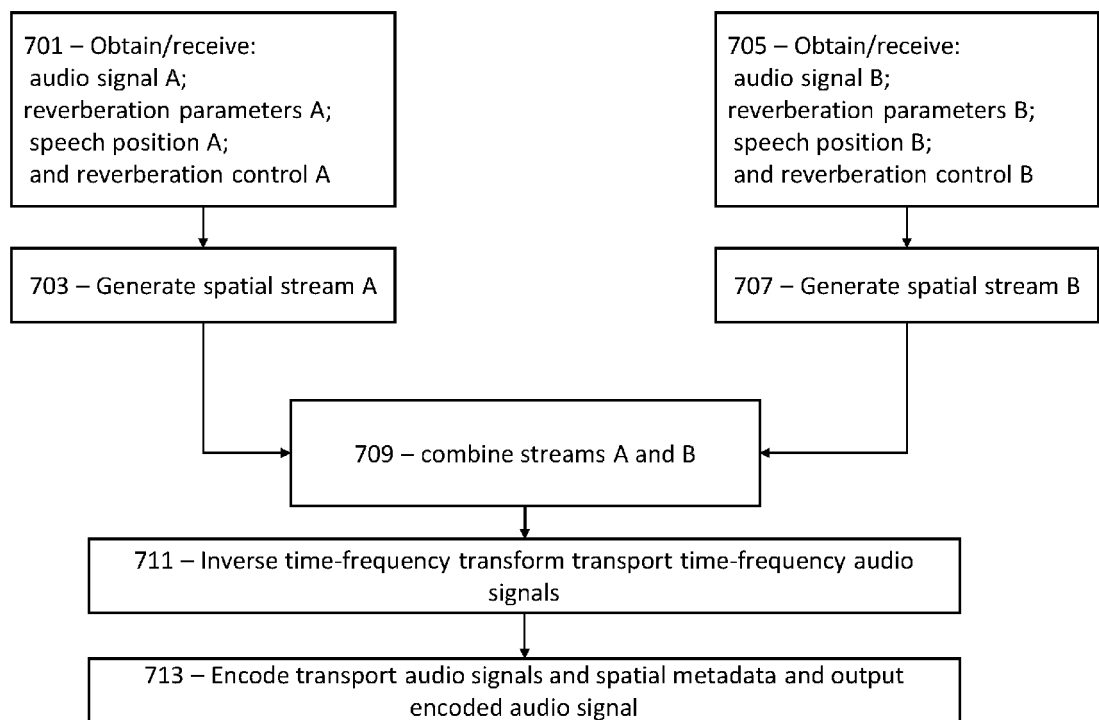 701 – Obtain/receive:
audio signal A;
reverberation parameters A;
speech position A;
and reverberation control A
705 – Obtain/receive:
audio signal B;
reverberation parameters B;
speech position B;
and reverberation control B
703 – Generate spatial stream A
707 – Generate spatial stream B
709 – combine streams A and B
711 – Inverse time-frequency transform transport time-frequency audio
signals
713 – Encode transport audio signals and spatial metadata and output
encoded audio signal